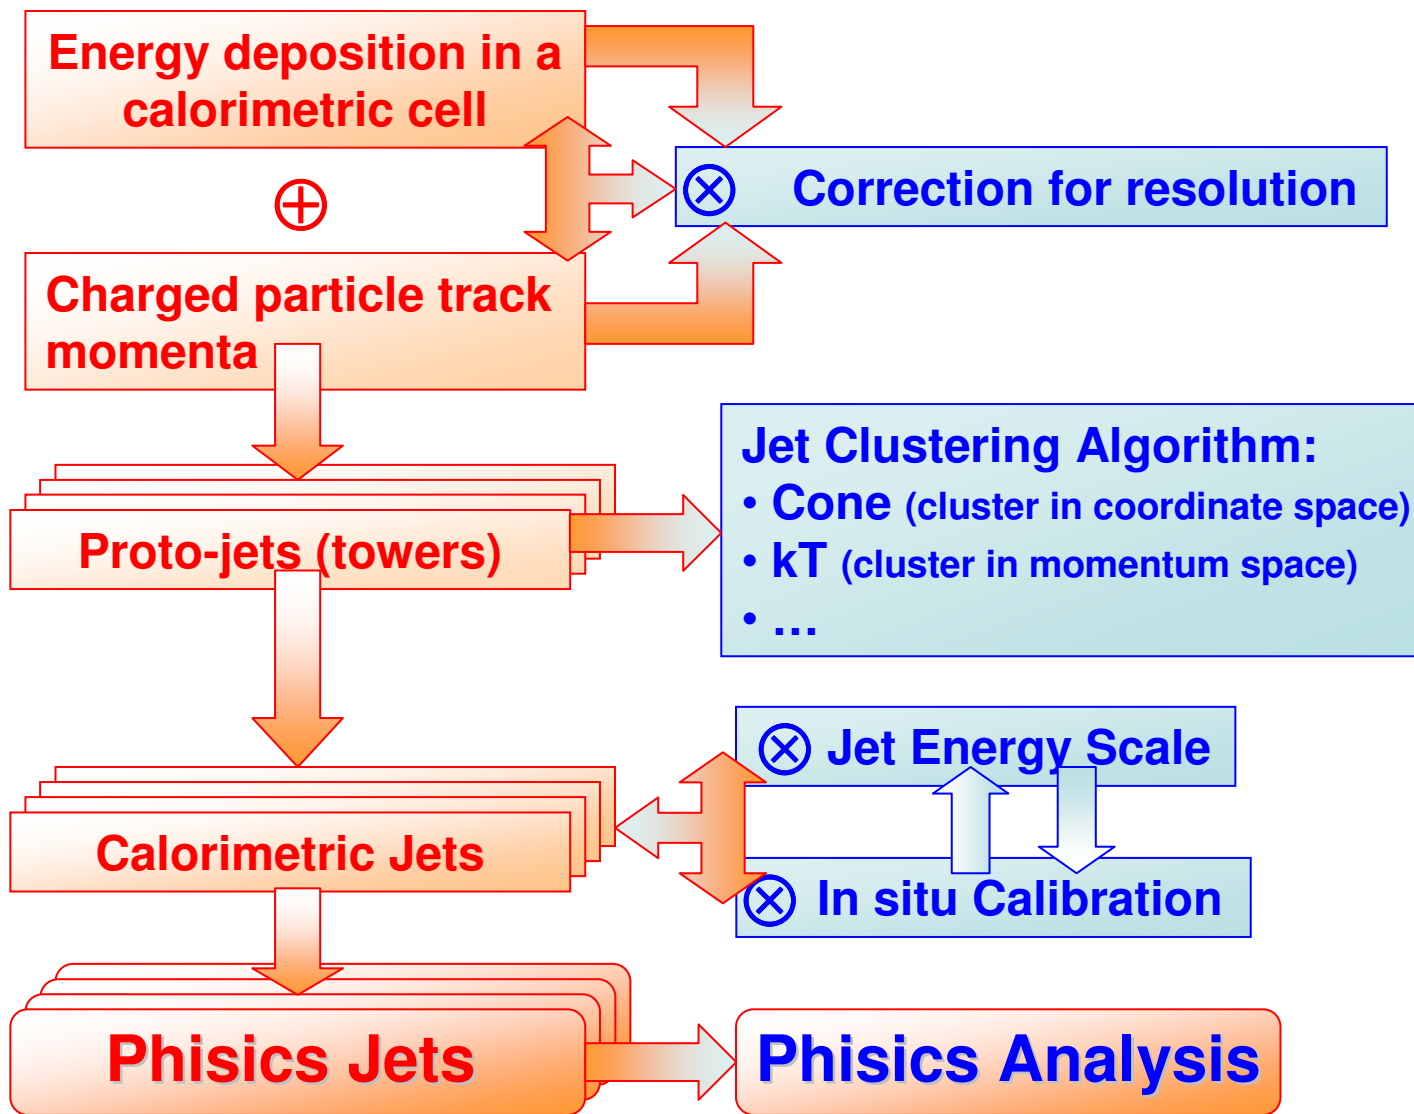 Energy deposition in a
calorimetric cell
⊕
⊗ Correction for resolution
Charged particle track
momenta
Jet Clustering Algorithm:
• Cone (cluster in coordinate space)
• kT (cluster in momentum space)
• …
Proto-jets (towers)
⊗ Jet Energy Scale
Calorimetric Jets
⊗ In situ Calibration
Phisics Jets
Phisics Analysis